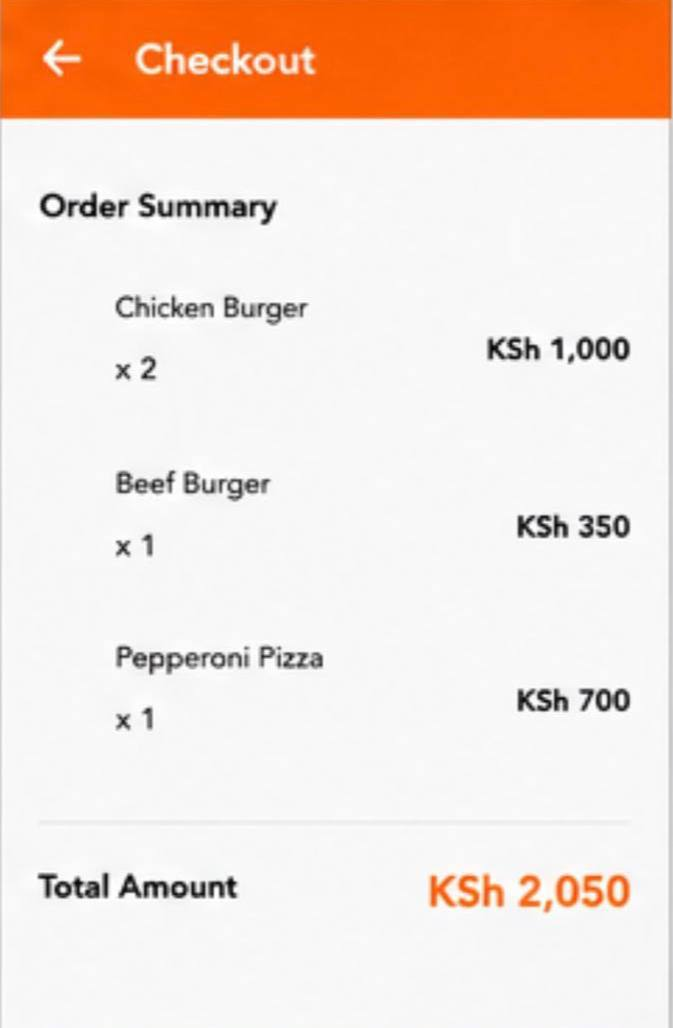 Checkout
Order Summary
Chicken Burger
x 2
KSh 1,000
Beef Burger
x 1
KSh 350
Pepperoni Pizza
x 1
KSh 700
Total Amount
KSh 2,050